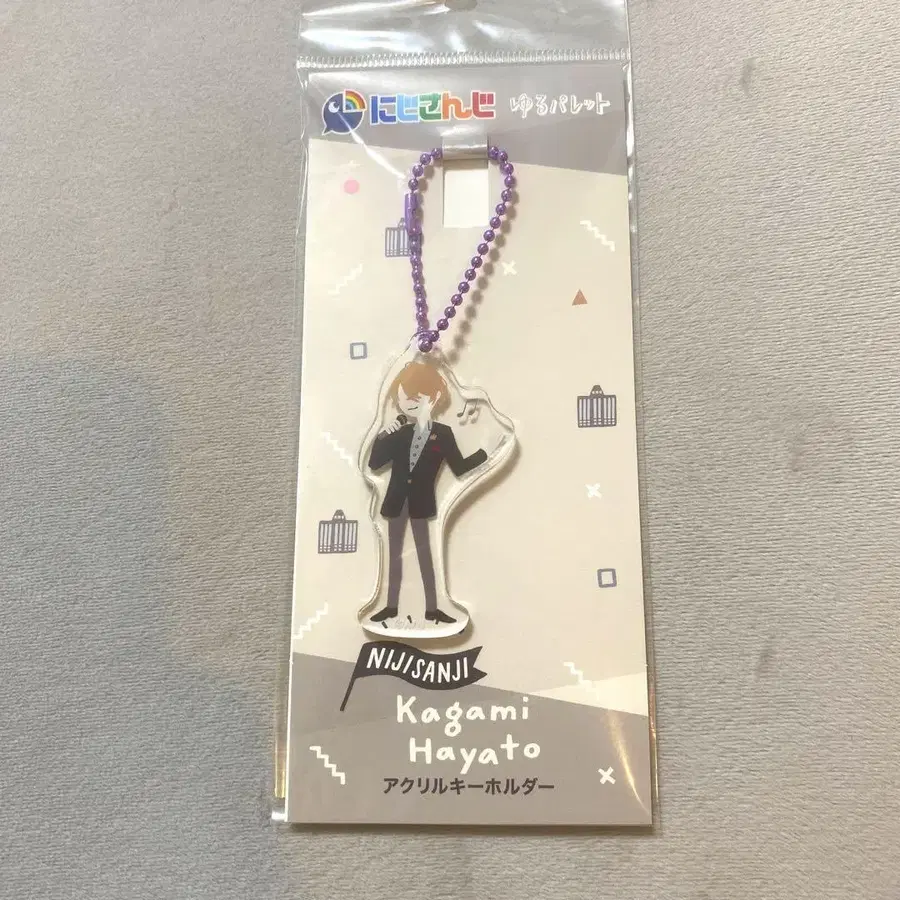 にじさんじ ゆるパレット
NIJISANJI
Kagami
Hayato
アクリルキーホルダー